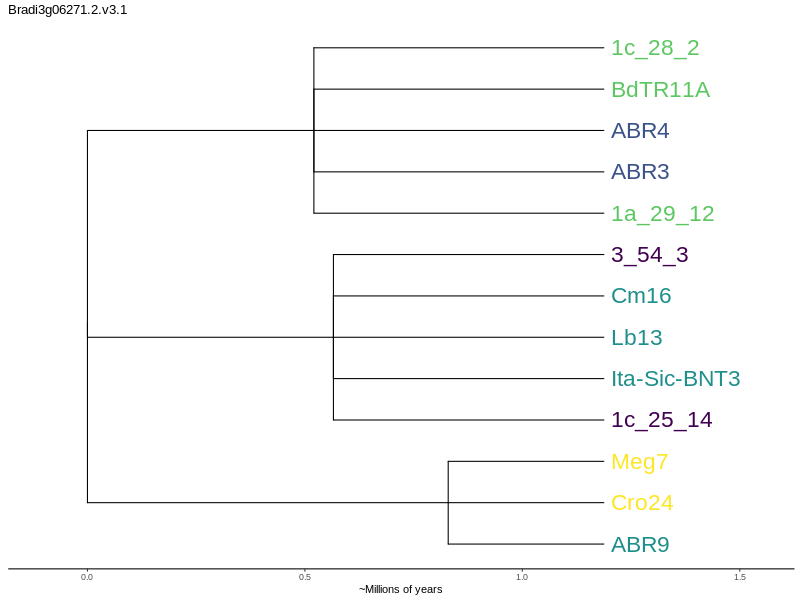 Bradi3g06271.2.v3.1
1c_28_2
BdTR11A
ABR4
ABR3
1a_29_12
3_54_3
Cm16
Lb13
Ita-Sic-BNT3
1c_25_14
Meg7
Cro24
ABR9
0.0 0.5 1.0 1.5
~Millions of years